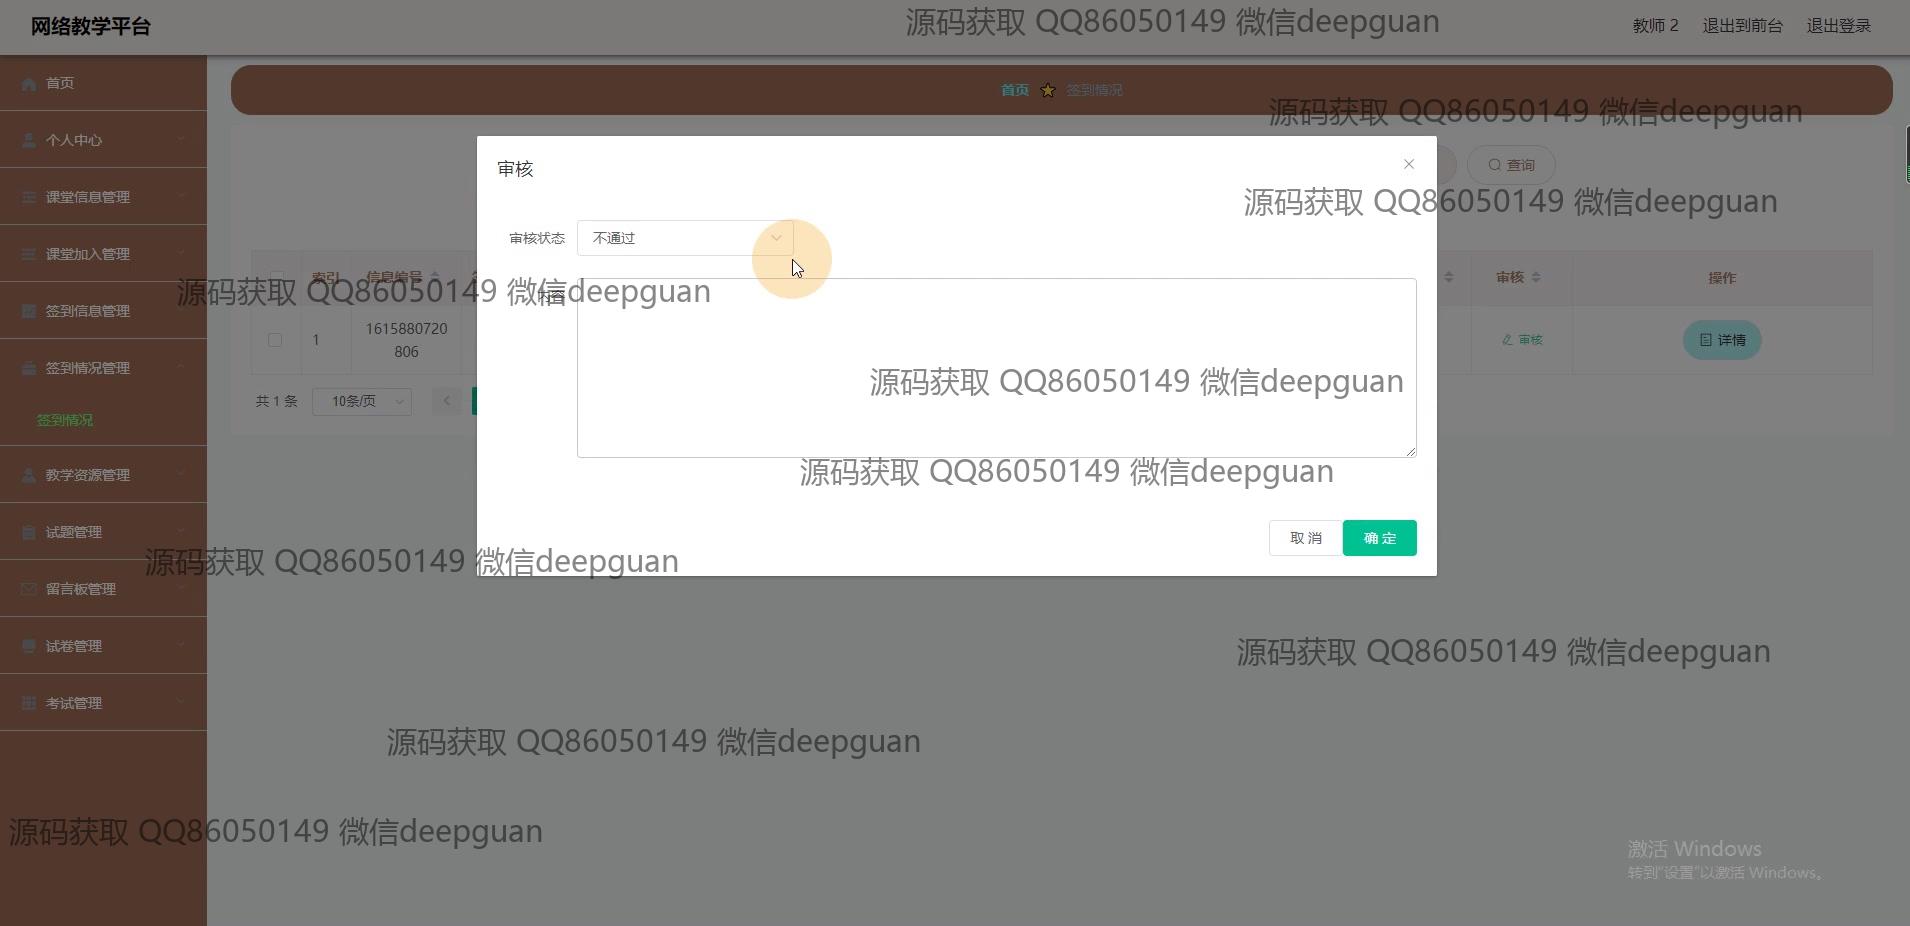 网络教学平台
源码获取 QQ86050149 微信deepguan
教师 2 退出到前台 退出登录
首页
个人中心
课堂信息管理
课堂加入管理
签到信息管理
签到情况管理
签到情况
教学资源管理
试题管理
留言板管理
试卷管理
考试管理
首页 签到情况
源码获取 QQ86050149 微信deepguan
查询
源码获取 QQ86050149 微信deepguan
审核
审核状态 不通过
内容
取 消 确 定
索引 信息编号 审核 操作
源码获取 QQ86050149 微信deepguan
1 1615880720
806
审核 详情
共 1 条 10条/页
源码获取 QQ86050149 微信deepguan
源码获取 QQ86050149 微信deepguan
源码获取 QQ86050149 微信deepguan
源码获取 QQ86050149 微信deepguan
源码获取 QQ86050149 微信deepguan
源码获取 QQ86050149 微信deepguan
激活 Windows
转到“设置”以激活 Windows。